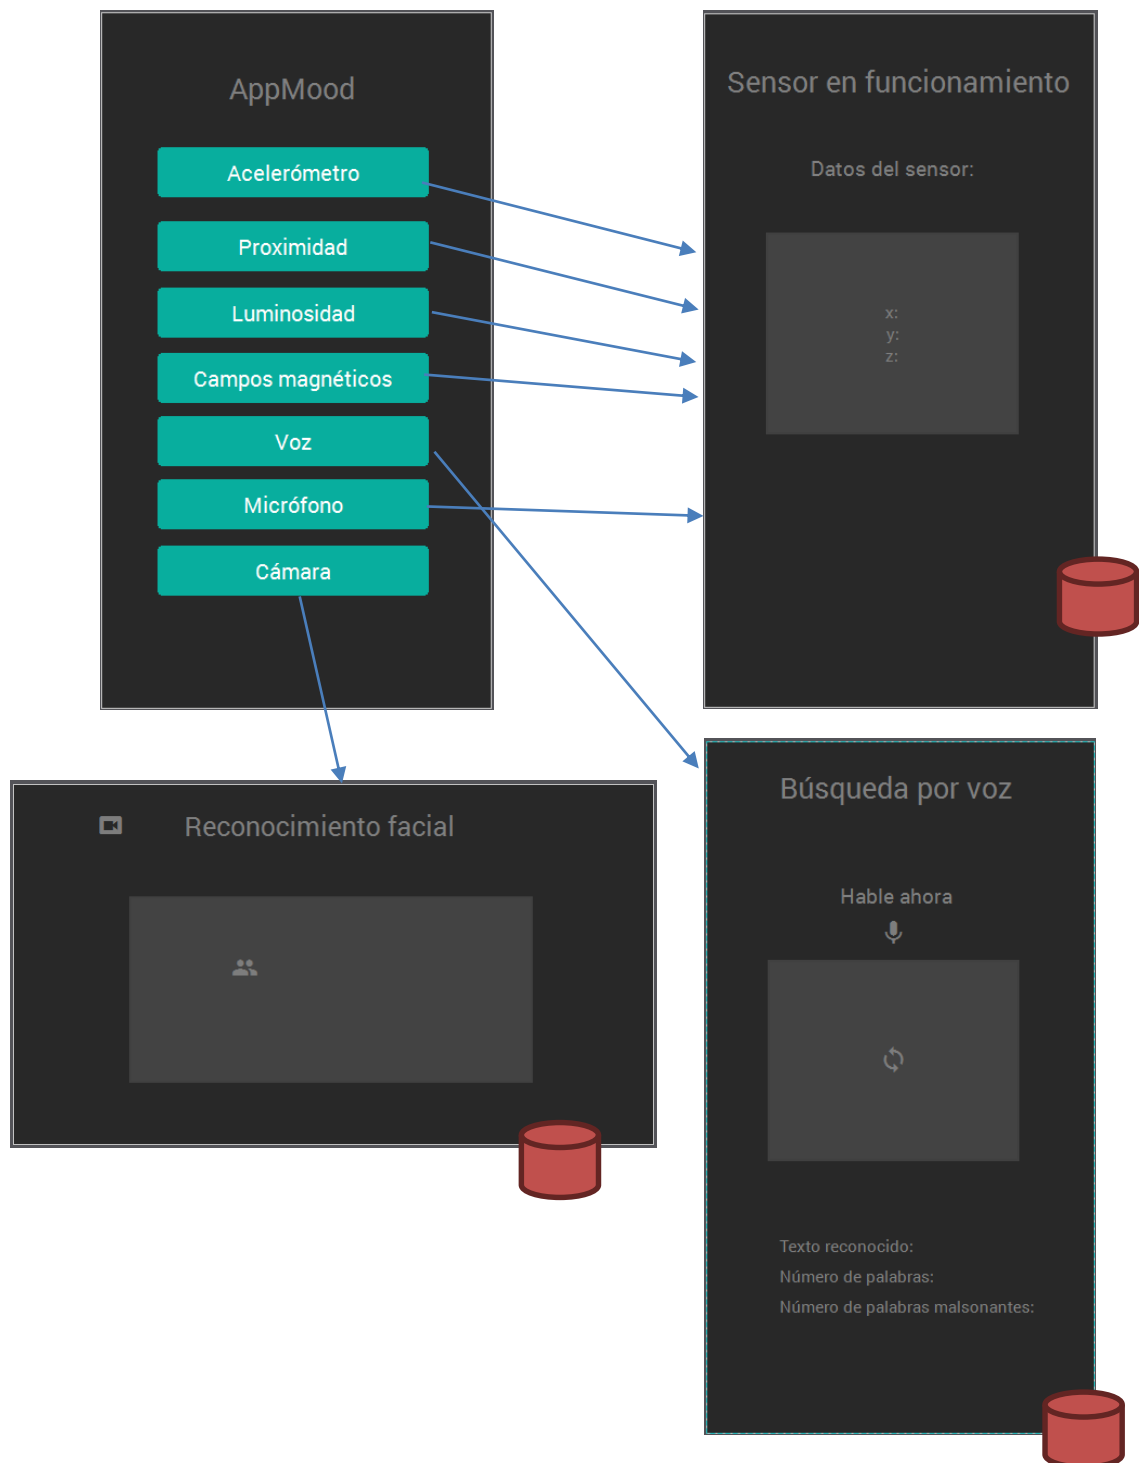 AppMood
Acelerómetro
Proximidad
Luminosidad
Campos magnéticos
Voz
Micrófono
Cámara
Sensor en funcionamiento
Datos del sensor:
x:
y:
z:
Reconocimiento facial
Búsqueda por voz
Hable ahora
Texto reconocido:
Número de palabras:
Número de palabras malsonantes: